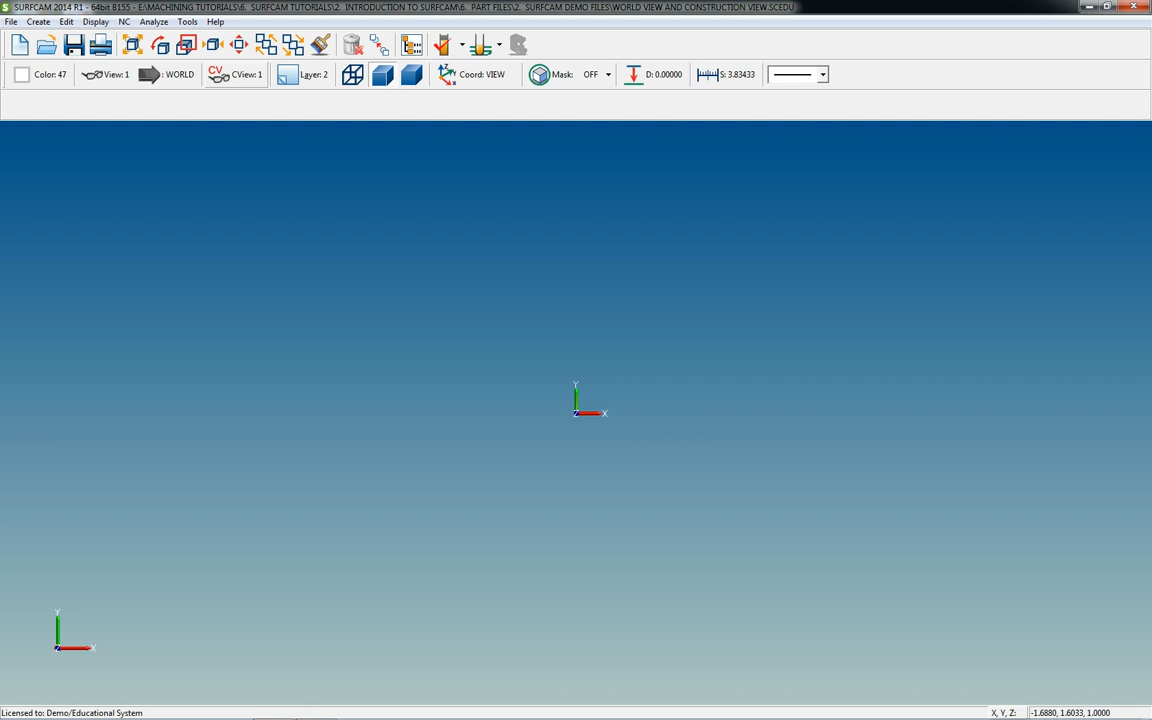 SURFCAM 2014 R1 - 64bit B155 - E:\MACHINING TUTORIALS\6. SURFCAM TUTORIALS\2. INTRODUCTION TO SURFCAM\6. PART FILES\2. SURFCAM DEMO FILES\WORLD VIEW AND CONSTRUCTION VIEW.SCEDU
File Create Edit Display NC Analyze Tools Help
Color: 47 View: 1 : WORLD CV CView: 1 Layer: 2 Coord: VIEW Mask: OFF D: 0.00000 S: 3.83433
Y
X
Y
X
Licensed to: Demo/Educational System X, Y, Z: -1.6880, 1.6033, 1.0000